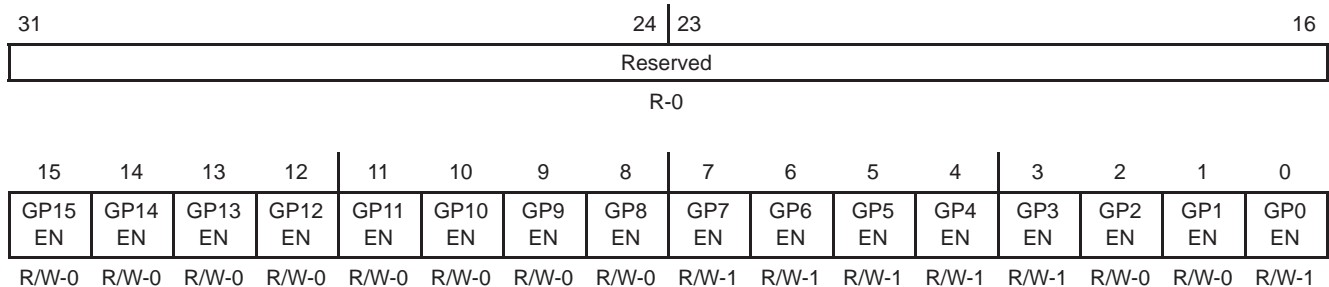 31 24 23 16
Reserved
R-0
15 14 13 12 11 10 9 8 7 6 5 4 3 2 1 0
GP15 GP14 GP13 GP12 GP11 GP10 GP9 GP8 GP7 GP6 GP5 GP4 GP3 GP2 GP1 GP0
EN EN EN EN EN EN EN EN EN EN EN EN EN EN EN EN
R/W-0 R/W-0 R/W-0 R/W-0 R/W-0 R/W-0 R/W-0 R/W-0 R/W-1 R/W-1 R/W-1 R/W-1 R/W-1 R/W-0 R/W-0 R/W-1